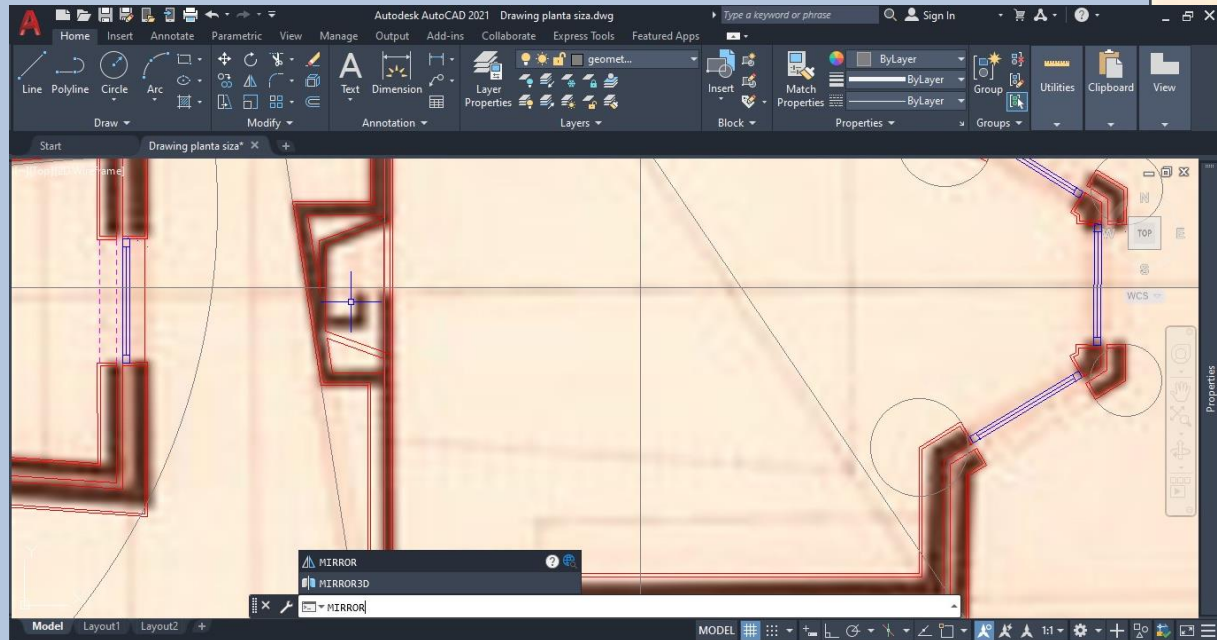 Autodesk AutoCAD 2021 Drawing planta siza.dwg
Type a keyword or phrase
Sign In
Home Insert Annotate Parametric View Manage Output Add-ins Collaborate Express Tools Featured Apps
Line Polyline Circle Arc
Text Dimension
Layer
Properties
geomet...
Insert
Match
Properties
ByLayer
ByLayer
ByLayer
Group
Utilities
Clipboard
View
Draw Modify Annotation Layers Block Properties Groups
Start Drawing planta siza* +
N
W TOP E
S
WCS
Properties
MIRROR
MIRROR3D
MIRROR
Y
Model Layout1 Layout2 +
MODEL
1:1